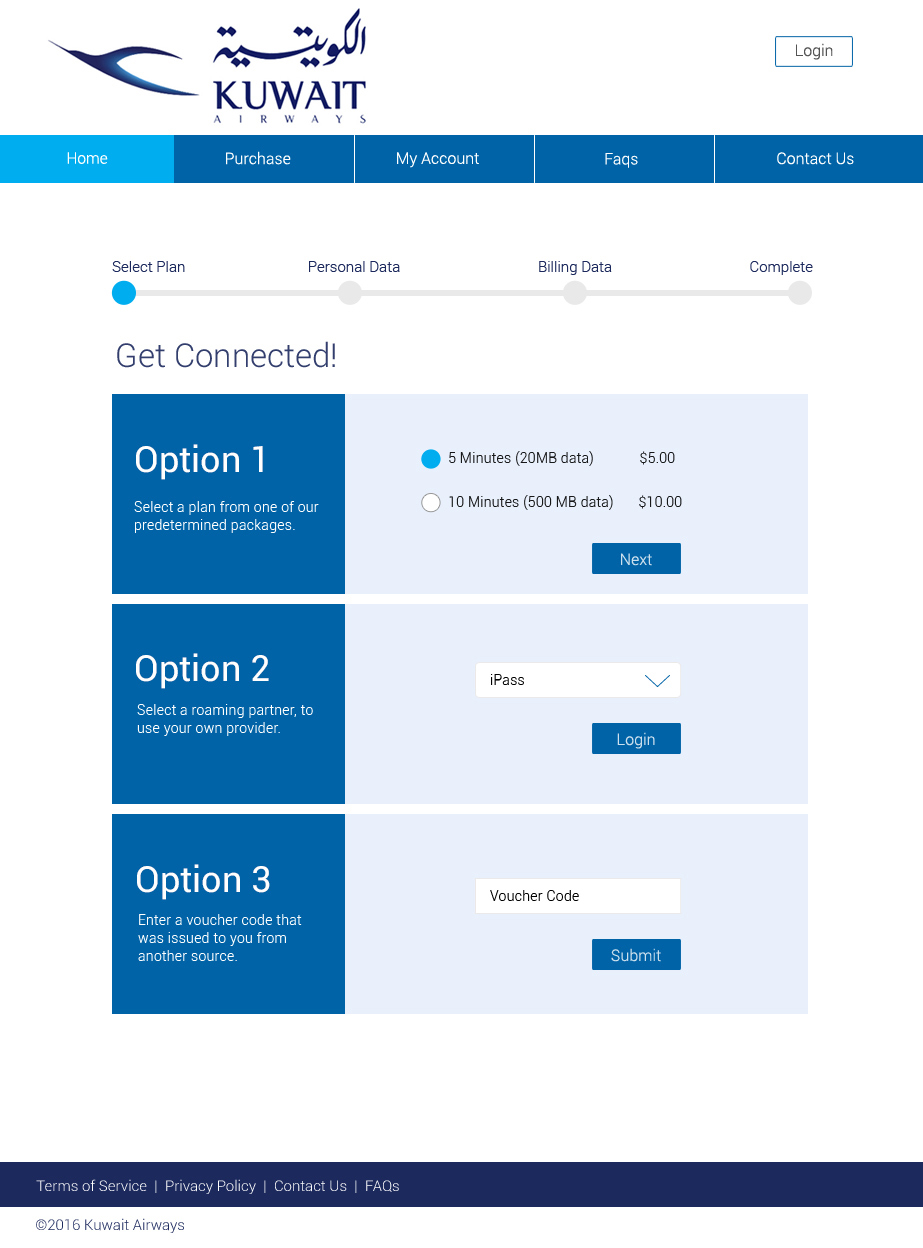 الكويتية
KUWAIT
AIRWAYS
Login
Home
Purchase
My Account
Faqs
Contact Us
Select Plan
Personal Data
Billing Data
Complete
Get Connected!
Option 1
Select a plan from one of our
predetermined packages.
5 Minutes (20MB data) $5.00
10 Minutes (500 MB data) $10.00
Next
Option 2
Select a roaming partner, to
use your own provider.
iPass
Login
Option 3
Enter a voucher code that
was issued to you from
another source.
Voucher Code
Submit
Terms of Service | Privacy Policy | Contact Us | FAQs
©2016 Kuwait Airways